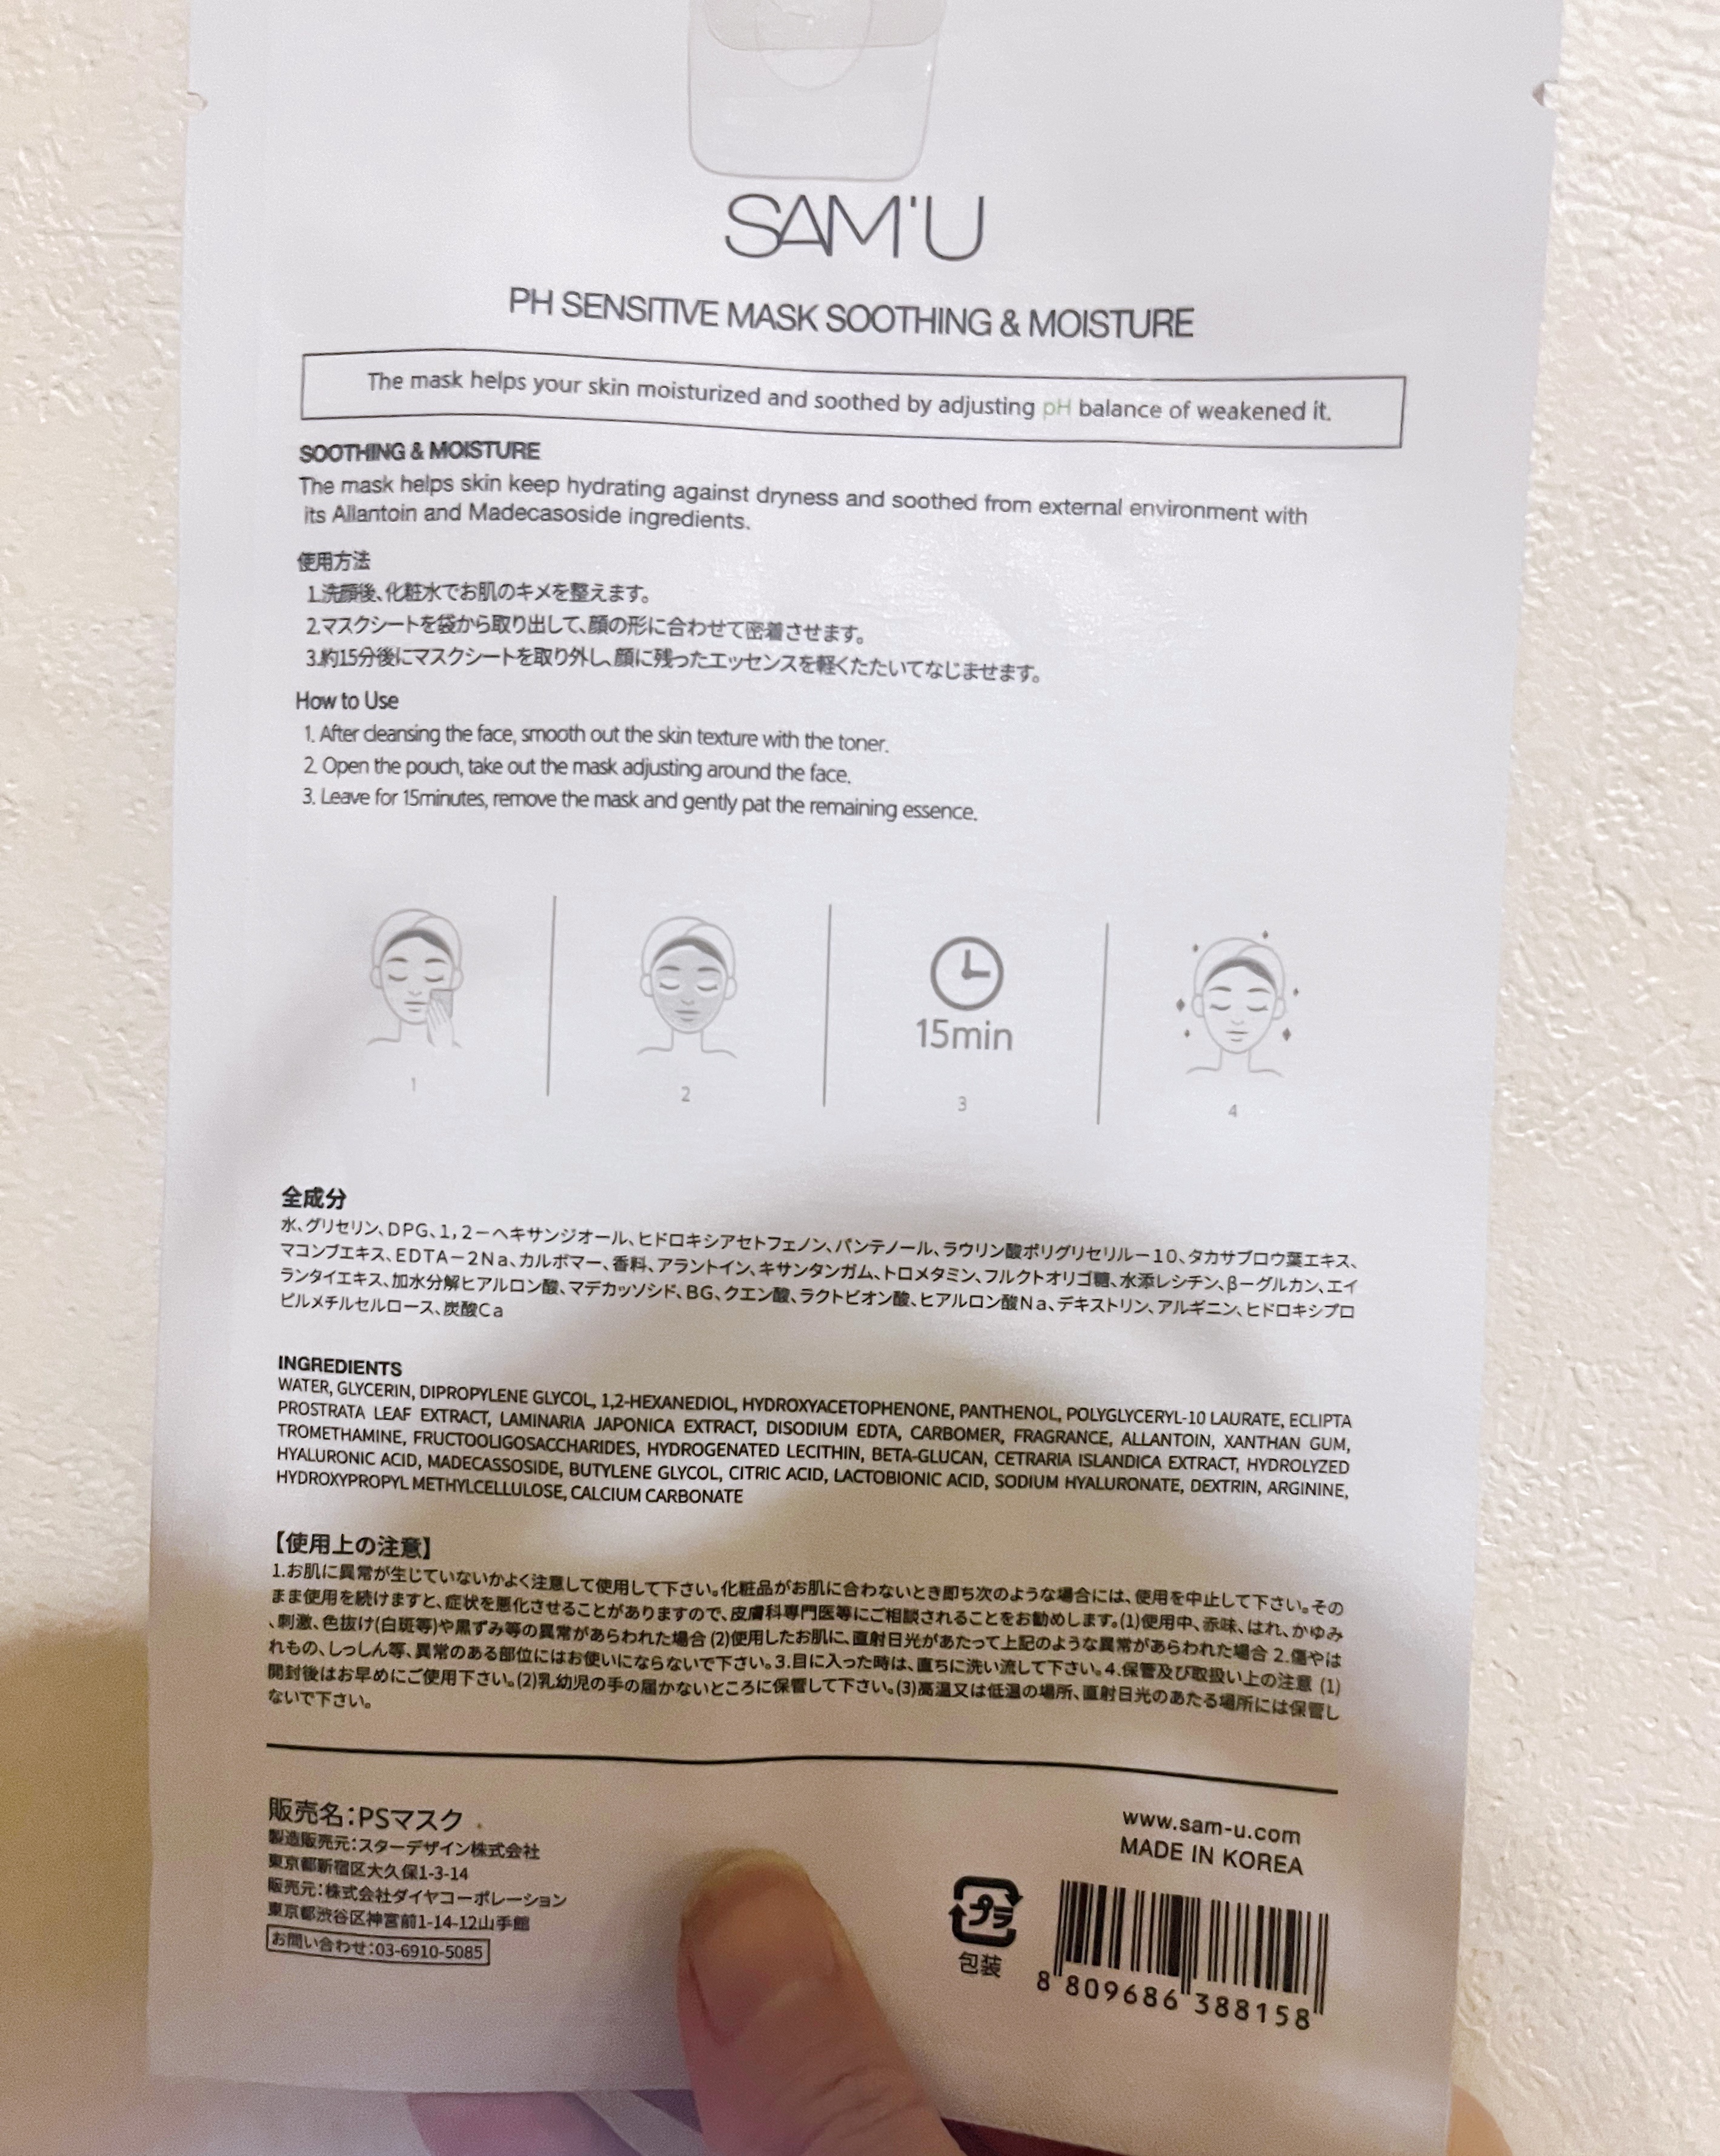 SAM'U
PH SENSITIVE MASK SOOTHING & MOISTURE
The mask helps your skin moisturized and soothed by adjusting pH balance of weakened it.
SOOTHING & MOISTURE
The mask helps skin keep hydrating against dryness and soothed from external environment with
its Allantoin and Madecasoside ingredients.
使用方法
1.洗顔後、化粧水でお肌のキメを整えます。
2.マスクシートを袋から取り出して、顔の形に合わせて密着させます。
3.約15分後にマスクシートを取り外し、顔に残ったエッセンスを軽くたたいてなじませます。
How to Use
1. After cleansing the face, smooth out the skin texture with the toner.
2. Open the pouch, take out the mask adjusting around the face.
3. Leave for 15minutes, remove the mask and gently pat the remaining essence.
15min
1
2
3
4
全成分
水、グリセリン、DPG、1,2－ヘキサンジオール、ヒドロキシアセトフェノン、パンテノール、ラウリン酸ポリグリセリル－10、タカサブロウ葉エキス、
マコンブエキス、EDTA－2Na、カルボマー、香料、アラントイン、キサンタンガム、トロメタミン、フルクトオリゴ糖、水添レシチン、β－グルカン、エイ
ランタイエキス、加水分解ヒアルロン酸、マデカッソシド、BG、クエン酸、ラクトビオン酸、ヒアルロン酸Na、デキストリン、アルギニン、ヒドロキシプロ
ピルメチルセルロース、炭酸Ca
INGREDIENTS
WATER, GLYCERIN, DIPROPYLENE GLYCOL, 1,2-HEXANEDIOL, HYDROXYACETOPHENONE, PANTHENOL, POLYGLYCERYL-10 LAURATE, ECLIPTA
PROSTRATA LEAF EXTRACT, LAMINARIA JAPONICA EXTRACT, DISODIUM EDTA, CARBOMER, FRAGRANCE, ALLANTOIN, XANTHAN GUM,
TROMETHAMINE, FRUCTOOLIGOSACCHARIDES, HYDROGENATED LECITHIN, BETA-GLUCAN, CETRARIA ISLANDICA EXTRACT, HYDROLYZED
HYALURONIC ACID, MADECASSOSIDE, BUTYLENE GLYCOL, CITRIC ACID, LACTOBIONIC ACID, SODIUM HYALURONATE, DEXTRIN, ARGININE,
HYDROXYPROPYL METHYLCELLULOSE, CALCIUM CARBONATE
【使用上の注意】
1.お肌に異常が生じていないかよく注意して使用して下さい。化粧品がお肌に合わないとき即ち次のような場合には、使用を中止して下さい。その
まま使用を続けますと、症状を悪化させることがありますので、皮膚科専門医等にご相談されることをお勧めします。(1)使用中、赤味、はれ、かゆみ
、刺激、色抜け(白斑等)や黒ずみ等の異常があらわれた場合 (2)使用したお肌に、直射日光があたって上記のような異常があらわれた場合 2.傷やは
れもの、しっしん等、異常のある部位にはお使いにならないで下さい。3.目に入った時は、直ちに洗い流して下さい。4.保管及び取扱い上の注意 (1)
開封後はお早めにご使用下さい。(2)乳幼児の手の届かないところに保管して下さい。(3)高温又は低温の場所、直射日光のあたる場所には保管し
ないで下さい。
販売名：PSマスク
製造販売元：スターデザイン株式会社
東京都新宿区大久保1-3-14
販売元：株式会社ダイヤコーポレーション
東京都渋谷区神宮前1-14-12山手館
お問い合わせ：03-6910-5085
www.sam-u.com
MADE IN KOREA
プラ
包装
8 809686 388158